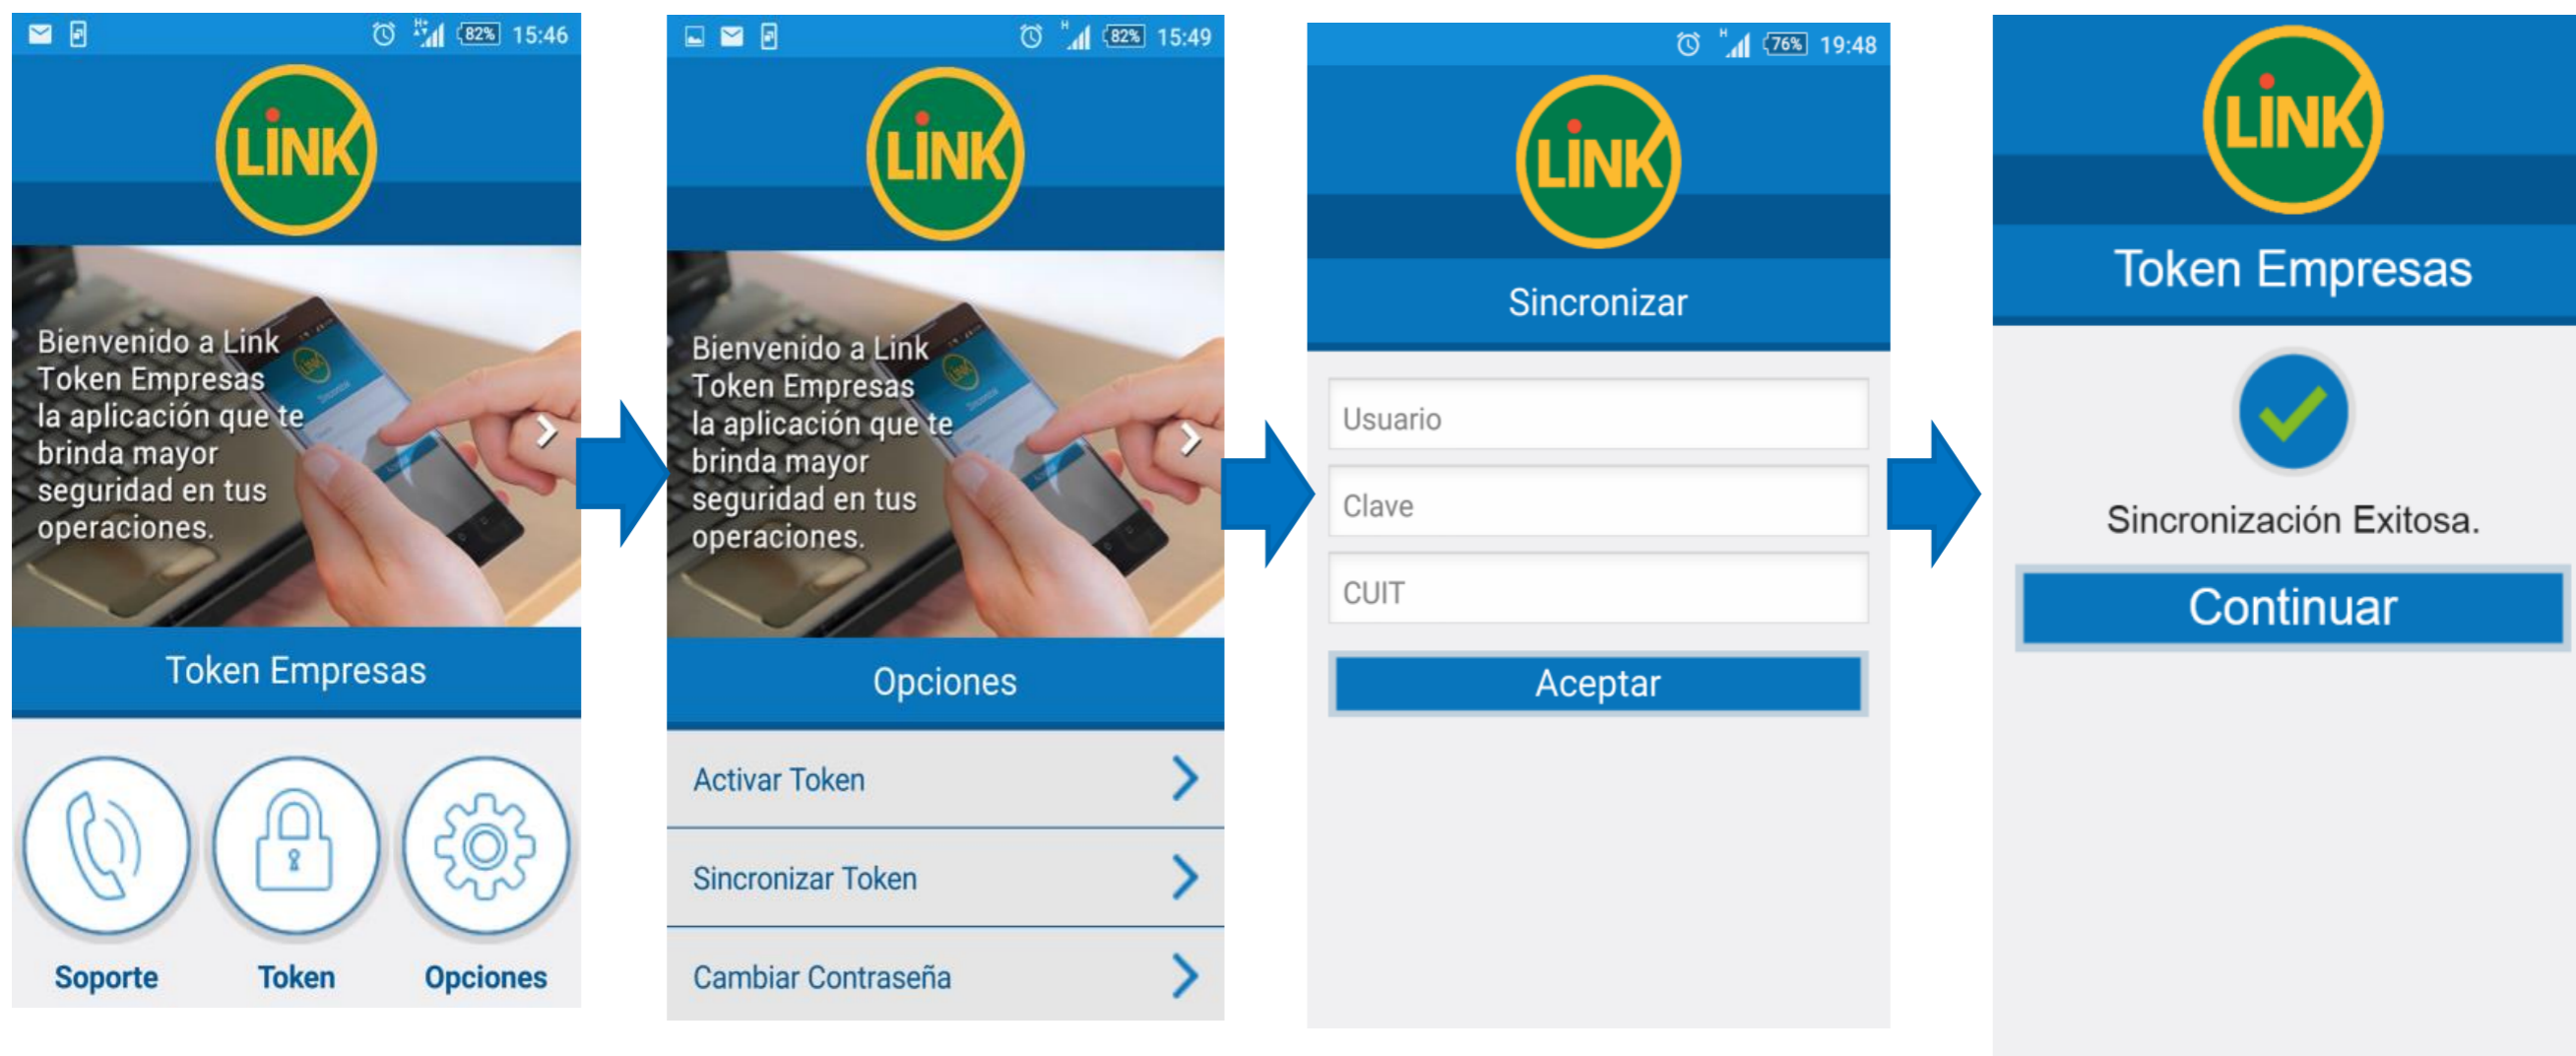 H+
82%
15:46
LINK
Bienvenido a Link
Token Empresas
la aplicación que te
brinda mayor
seguridad en tus
operaciones.
Token Empresas
Soporte
Token
Opciones
H
82%
15:49
LINK
Bienvenido a Link
Token Empresas
la aplicación que te
brinda mayor
seguridad en tus
operaciones.
Opciones
Activar Token
Sincronizar Token
Cambiar Contraseña
H
76%
19:48
LINK
Sincronizar
Usuario
Clave
CUIT
Aceptar
LINK
Token Empresas
Sincronización Exitosa.
Continuar